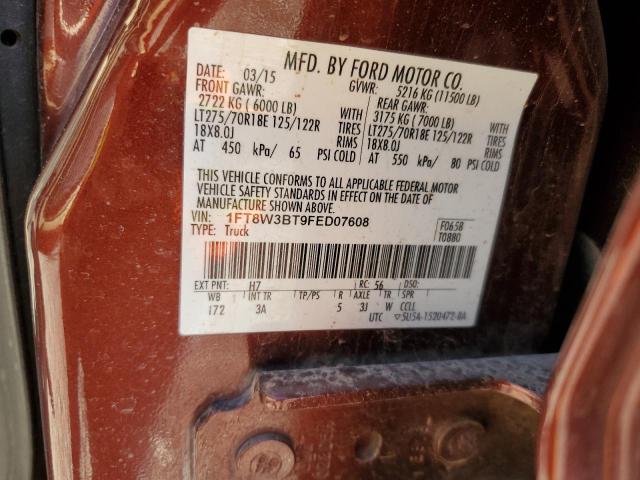 MFD. BY FORD MOTOR CO.
DATE: 03/15 GVWR: 5216 KG (11500 LB)
FRONT GAWR: REAR GAWR:
2722 KG ( 6000 LB) 3175 KG ( 7000 LB)
LT275/70R18E 125/122R WITH TIRES LT275/70R18E 125/122R WITH TIRES
18X8.0J RIMS 18X8.0J RIMS
AT 450 kPa/ 65 PSI COLD AT 550 kPa/ 80 PSI COLD
THIS VEHICLE CONFORMS TO ALL APPLICABLE FEDERAL MOTOR
VEHICLE SAFETY STANDARDS IN EFFECT ON THE DATE OF
MANUFACTURE SHOWN ABOVE.
VIN: 1FT8W3BT9FED07608 F0658
TYPE: Truck T0880
EXT PNT: H7 RC: 56 DSO:
WB INT TR TP/PS R AXLE TR SPR
172 3A 5 3J W CCLL
UTC ▽5U5A-1520472-BA